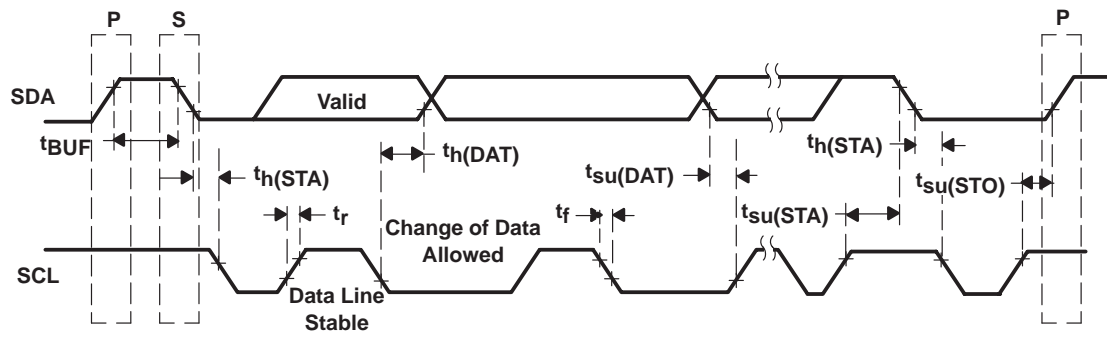 P
S
P
SDA
Valid
tBUF
th(DAT)
th(STA)
tsu(DAT)
th(STA)
tsu(STO)
tr
Change of Data
Allowed
tf
tsu(STA)
SCL
Data Line
Stable